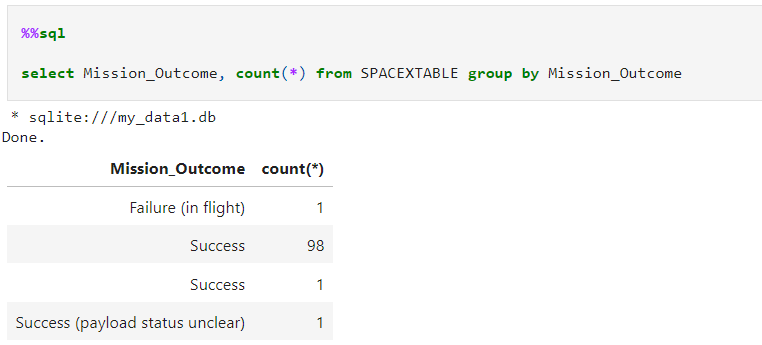 %%sql
select Mission_Outcome, count(*) from SPACEXTABLE group by Mission_Outcome
* sqlite:///my_data1.db
Done.
Mission_Outcome count(*)
Failure (in flight) 1
Success 98
Success 1
Success (payload status unclear) 1